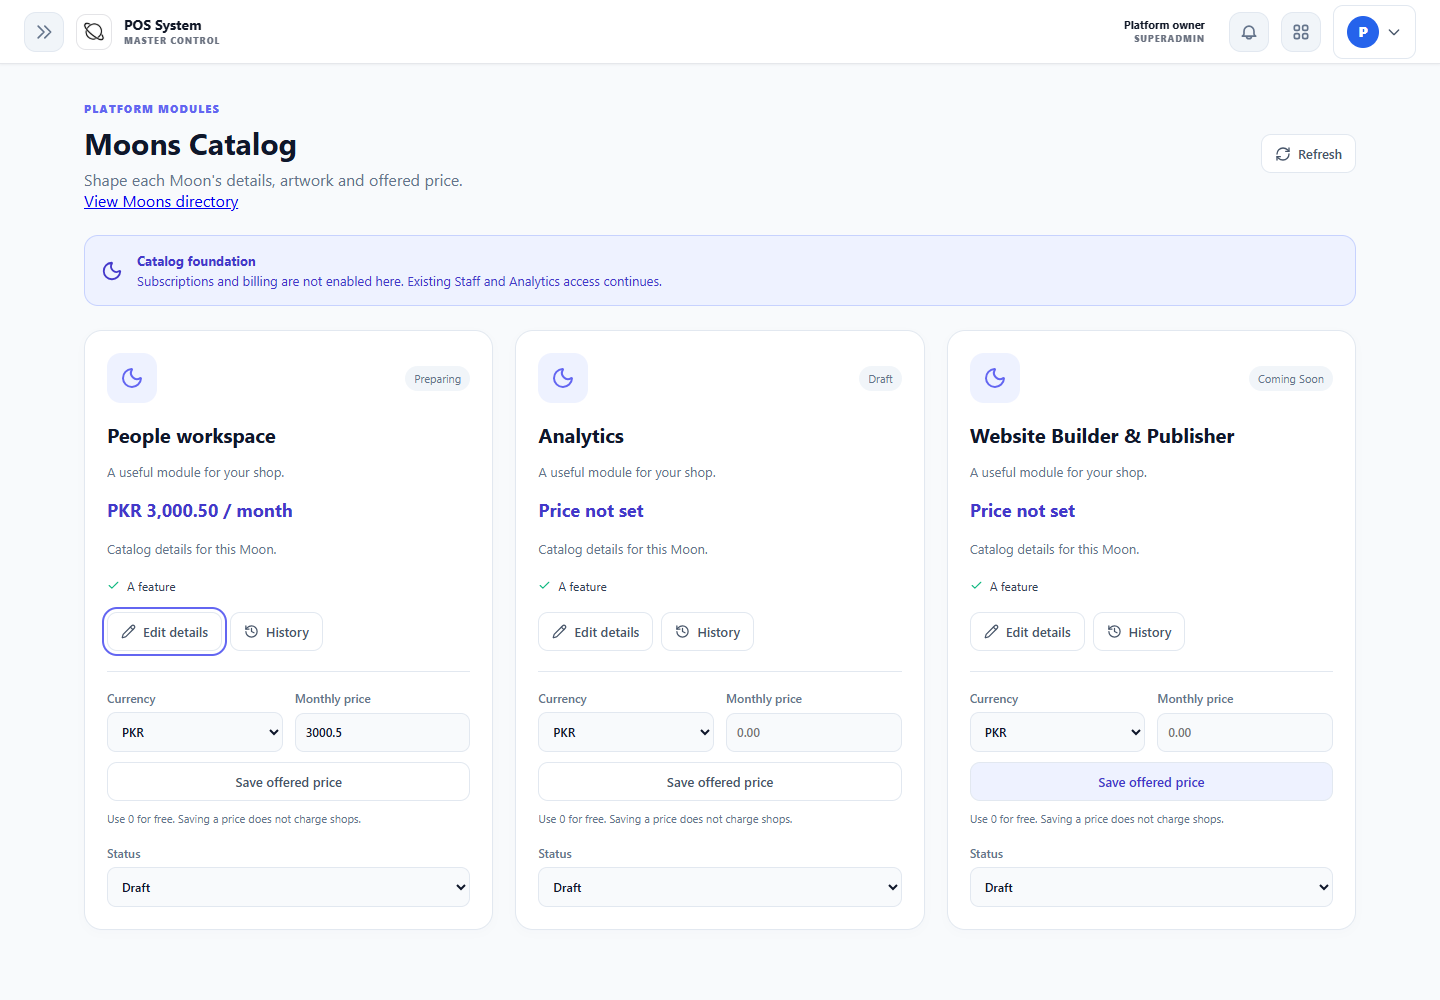 POS System
MASTER CONTROL
Platform owner
SUPERADMIN
P
PLATFORM MODULES
Moons Catalog
Shape each Moon's details, artwork and offered price.
View Moons directory
Refresh
Catalog foundation
Subscriptions and billing are not enabled here. Existing Staff and Analytics access continues.
Preparing
People workspace
A useful module for your shop.
PKR 3,000.50 / month
Catalog details for this Moon.
A feature
Edit details
History
Currency
Monthly price
PKR
3000.5
Save offered price
Use 0 for free. Saving a price does not charge shops.
Status
Draft
Draft
Analytics
A useful module for your shop.
Price not set
Catalog details for this Moon.
A feature
Edit details
History
Currency
Monthly price
PKR
0.00
Save offered price
Use 0 for free. Saving a price does not charge shops.
Status
Draft
Coming Soon
Website Builder & Publisher
A useful module for your shop.
Price not set
Catalog details for this Moon.
A feature
Edit details
History
Currency
Monthly price
PKR
0.00
Save offered price
Use 0 for free. Saving a price does not charge shops.
Status
Draft